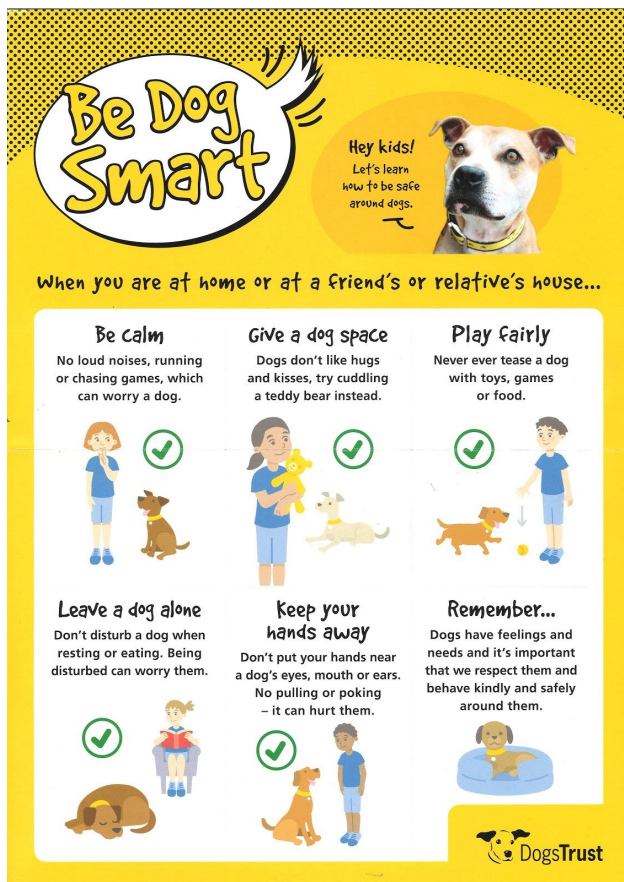 Be Dog
Smart
Hey kids!
Let's learn
how to be safe
around dogs.
When you are at home or at a friend's or relative's house...
Be calm
No loud noises, running
or chasing games, which
can worry a dog.
Give a dog space
Dogs don't like hugs
and kisses, try cuddling
a teddy bear instead.
Play fairly
Never ever tease a dog
with toys, games
or food.
Leave a dog alone
Don't disturb a dog when
resting or eating. Being
disturbed can worry them.
Keep your
hands away
Don't put your hands near
a dog's eyes, mouth or ears.
No pulling or poking
– it can hurt them.
Remember...
Dogs have feelings and
needs and it's important
that we respect them and
behave kindly and safely
around them.
DogsTrust